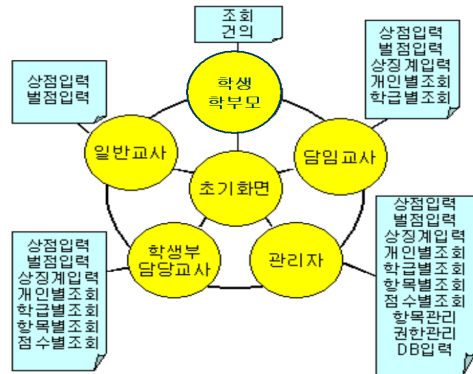 조회
건의
학생
학부모
상점입력
벌점입력
일반교사
상점입력
벌점입력
상징계입력
개인별조회
학급별조회
담임교사
초기화면
학생부
담당교사
상점입력
벌점입력
상징계입력
개인별조회
학급별조회
항목별조회
점수별조회
관리자
상점입력
벌점입력
상징계입력
개인별조회
학급별조회
항목별조회
점수별조회
항목관리
권한관리
DB입력